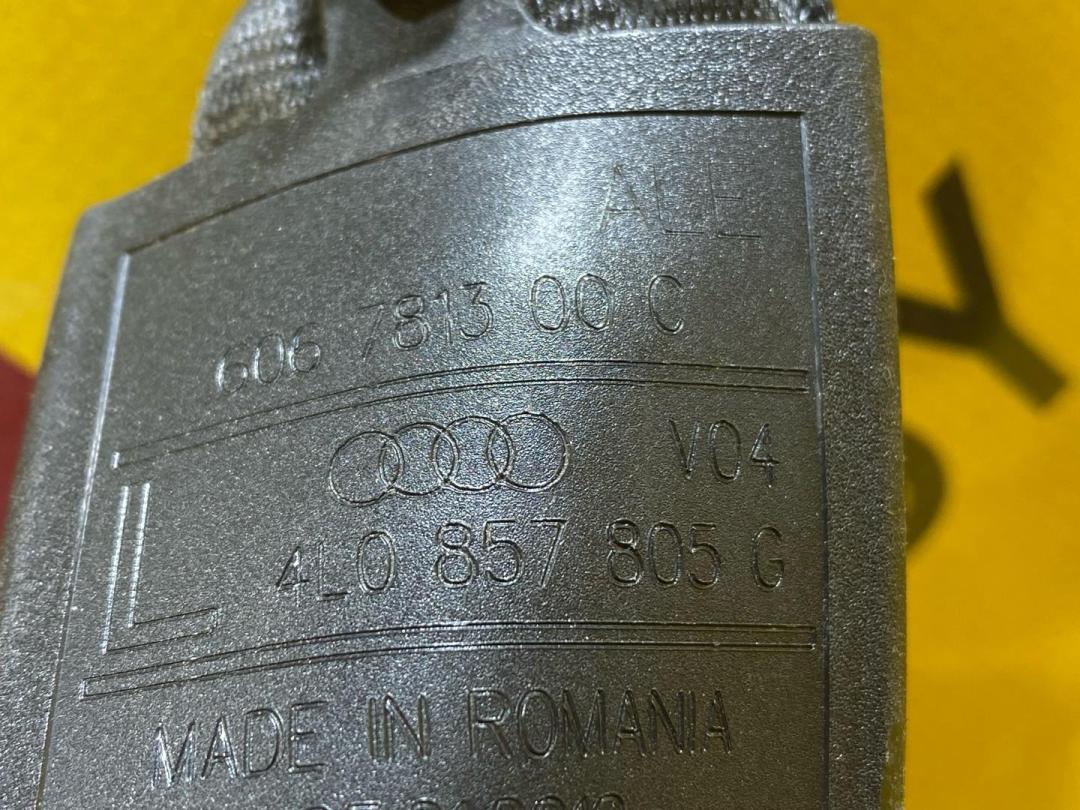 ALE
606 7813 00 C
V04
L
4L0 857 805 G
MADE IN ROMANIA